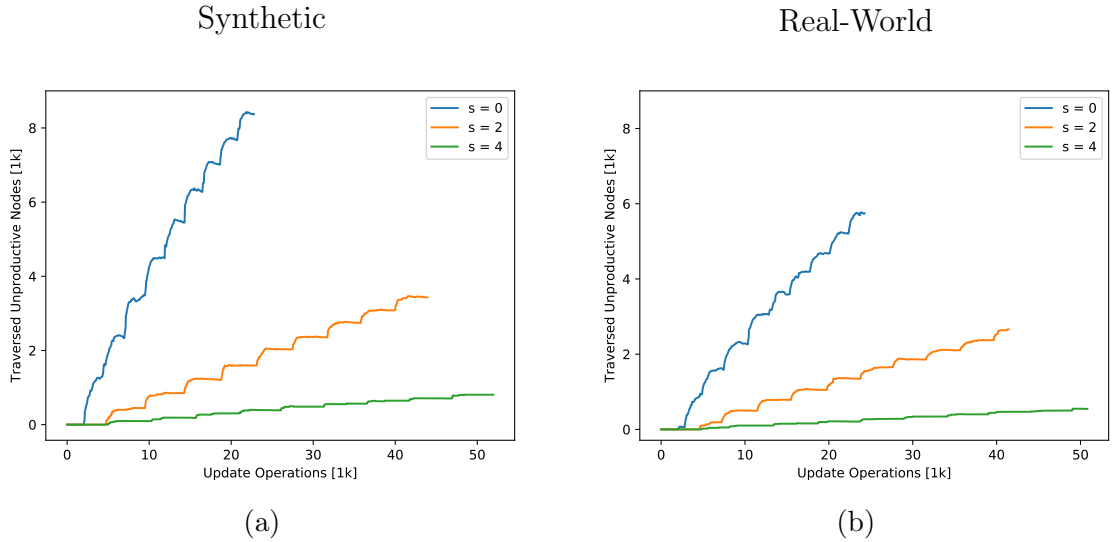 Synthetic
Real-World
s = 0
s = 2
s = 4
8
6
4
2
0
Traversed Unproductive Nodes [1k]
0 10 20 30 40 50
Update Operations [1k]
(a)
s = 0
s = 2
s = 4
8
6
4
2
0
Traversed Unproductive Nodes [1k]
0 10 20 30 40 50
Update Operations [1k]
(b)